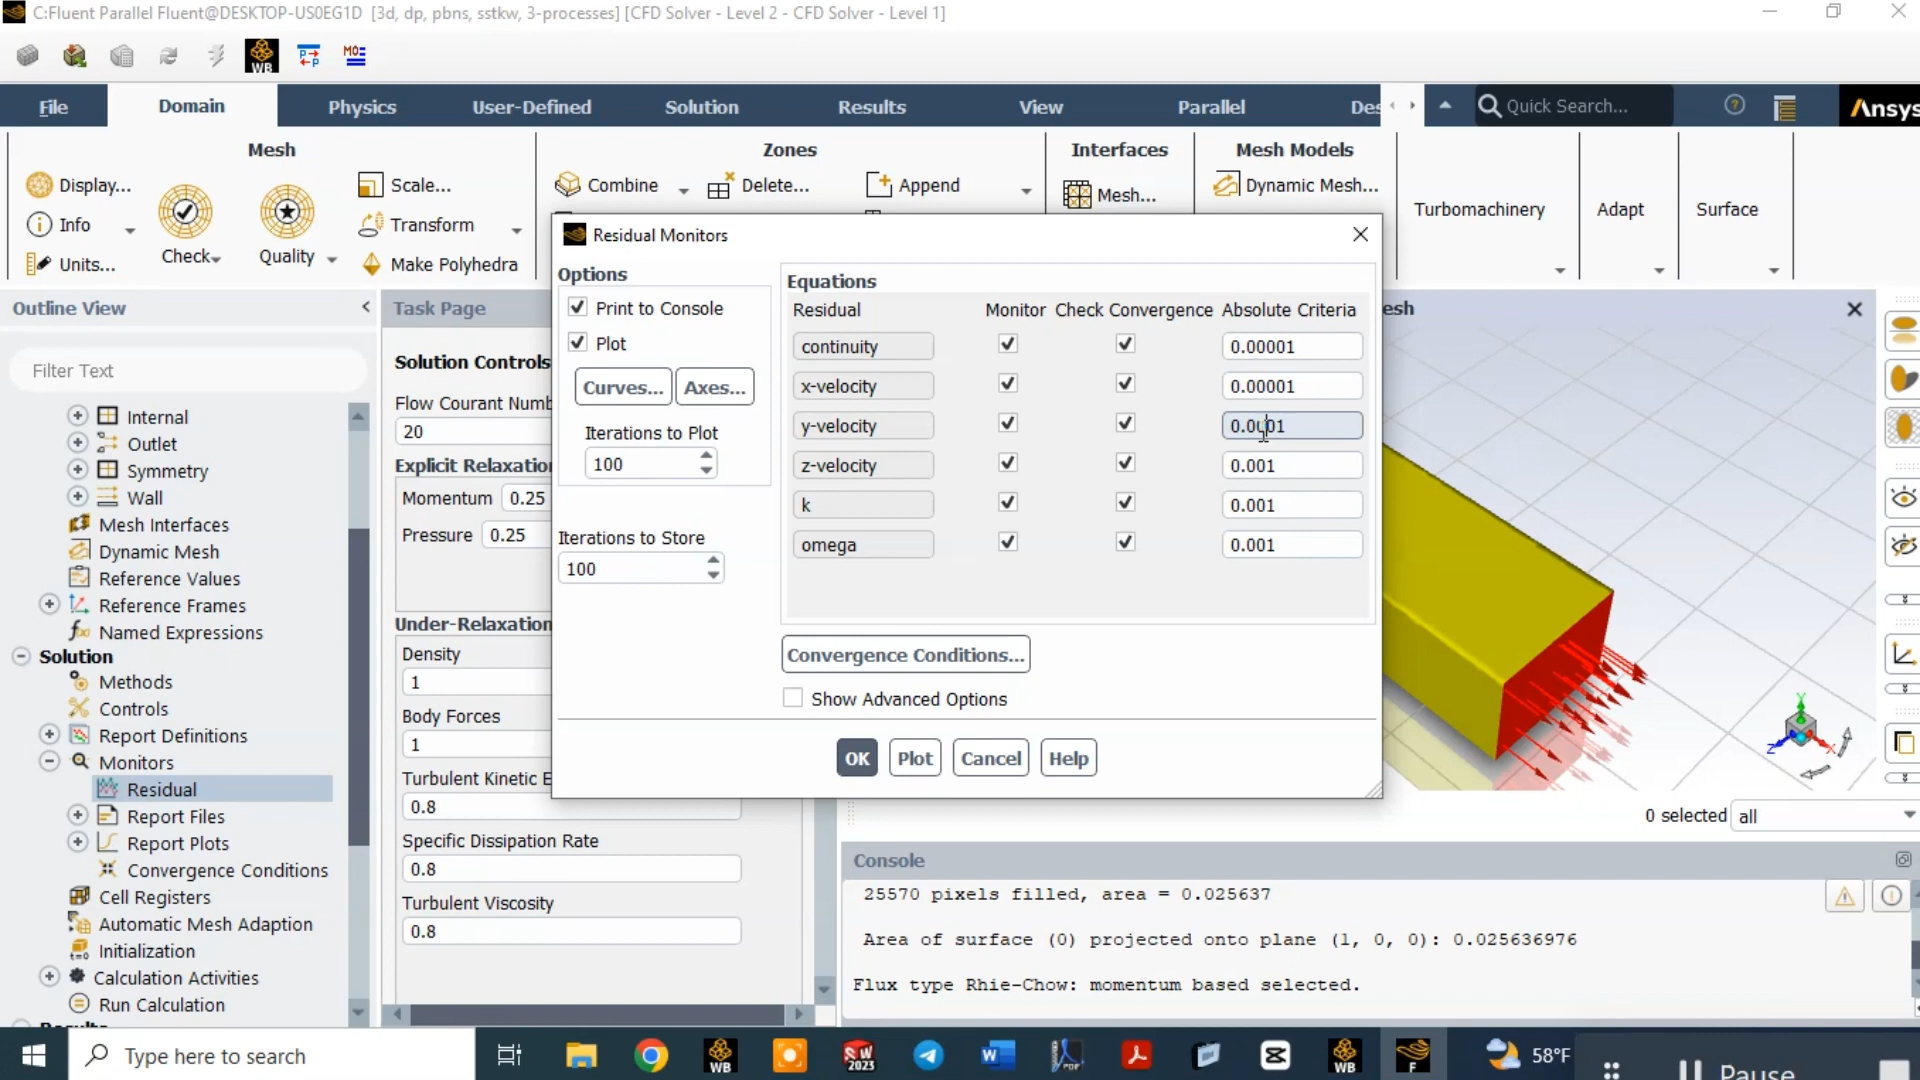 C:Fluent Parallel Fluent@DESKTOP-US0EG1D [3d, dp, pbns, sstkw, 3-processes] [CFD Solver - Level 2 - CFD Solver - Level 1]
WB
File Domain Physics User-Defined Solution Results View Parallel Des Quick Search... Ansys
Mesh Zones Interfaces Mesh Models
Display... Scale... Combine Delete... Append Mesh... Dynamic Mesh...
Info Transform Turbomachinery Adapt Surface
Check Quality
Units... Make Polyhedra
Outline View
Filter Text
Internal
Outlet
Symmetry
Wall
Mesh Interfaces
Dynamic Mesh
Reference Values
Reference Frames
Named Expressions
Solution
Methods
Controls
Report Definitions
Monitors
Residual
Report Files
Report Plots
Convergence Conditions
Cell Registers
Automatic Mesh Adaption
Initialization
Calculation Activities
Run Calculation
Results
Task Page
Solution Controls
Flow Courant Numb
20
Explicit Relaxation
Momentum 0.25
Pressure 0.25
Under-Relaxation
Density
1
Body Forces
1
Turbulent Kinetic E
0.8
Specific Dissipation Rate
0.8
Turbulent Viscosity
0.8
Residual Monitors
Options
Print to Console
Plot
Curves... Axes...
Iterations to Plot
100
Iterations to Store
100
Equations
Residual Monitor Check Convergence Absolute Criteria
continuity 0.00001
x-velocity 0.00001
y-velocity
z-velocity 0.001
k 0.001
omega 0.001
Convergence Conditions...
Show Advanced Options
OK Plot Cancel Help
esh
Y
Z
X
0 selected all
Console
25570 pixels filled, area = 0.025637
Area of surface (0) projected onto plane (1, 0, 0): 0.025636976
Flux type Rhie-Chow: momentum based selected.
Type here to search
58°F
Pause